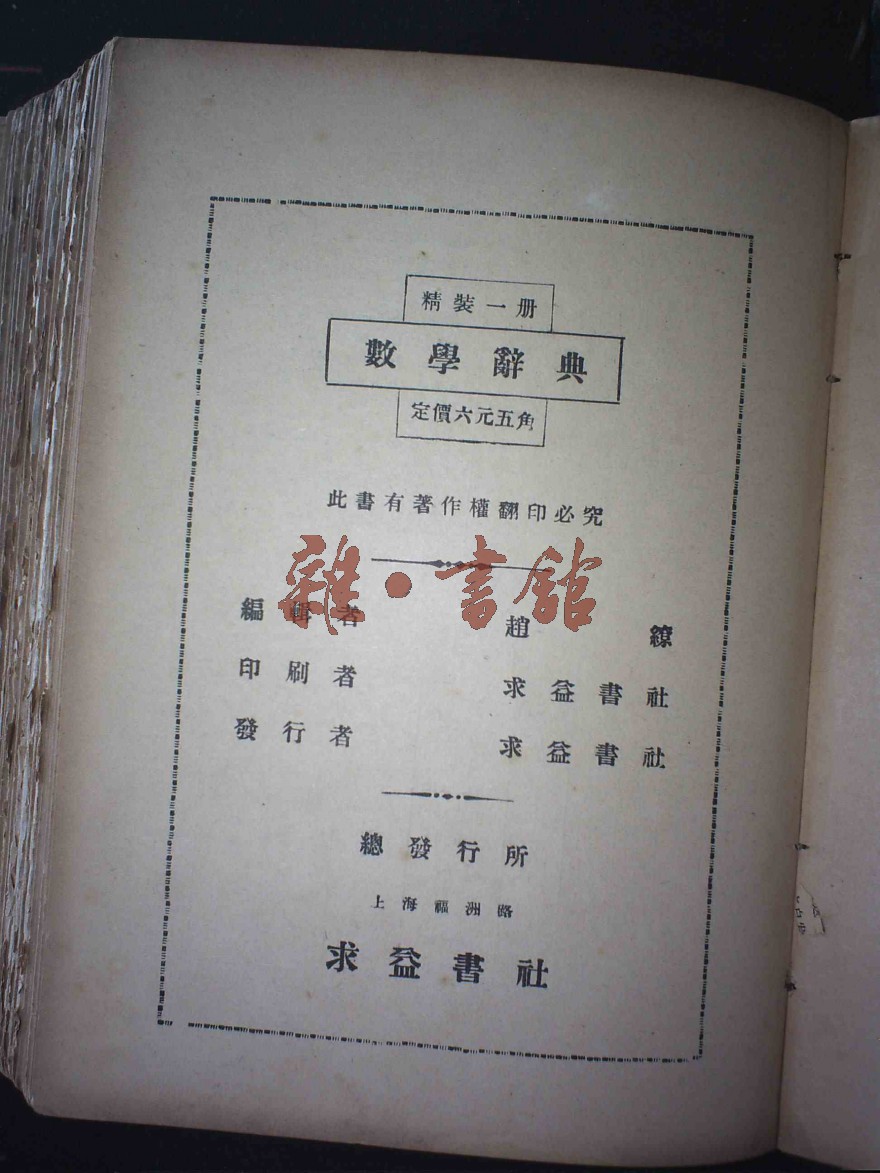 精裝一册
數學辭典
定價六元五角
此書有著作權翻印必究
雜·書館
編輯者 趙繚
印刷者 求益書社
發行者 求益書社
總發行所
上海福洲路
求益書社